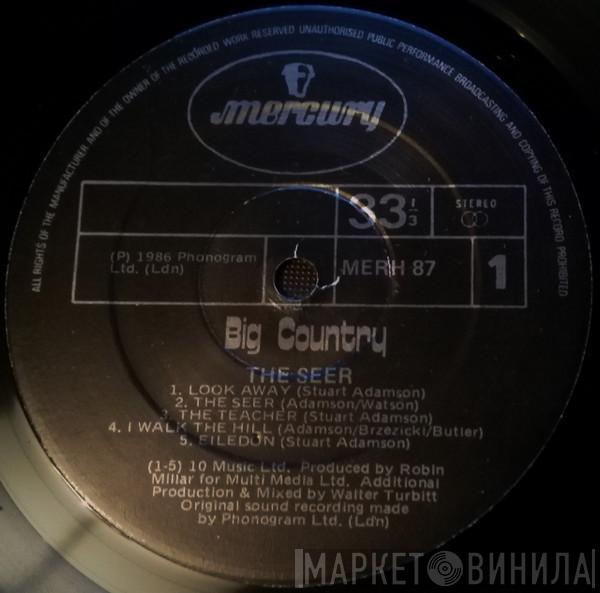 ALL RIGHTS OF THE MANUFACTURER AND OF THE OWNER OF THE RECORDED WORK RESERVED UNAUTHORISED PUBLIC PERFORMANCE BROADCASTING AND COPYING OF THIS RECORD PROHIBITED
mercury
33 1/3
STEREO
(P) 1986 Phonogram
Ltd. (Ldn)
MERH 87
1
Big Country
THE SEER
1. LOOK AWAY (Stuart Adamson)
2. THE SEER (Adamson/Watson)
3. THE TEACHER (Stuart Adamson)
4. I WALK THE HILL (Adamson/Brzezicki/Butler)
5. EILEDON (Stuart Adamson)
(1-5) 10 Music Ltd. Produced by Robin
Millar for Multi Media Ltd. Additional
Production & Mixed by Walter Turbitt
Original sound recording made
by Phonogram Ltd. (Ldn)
МАРКЕТ ВИНИЛА